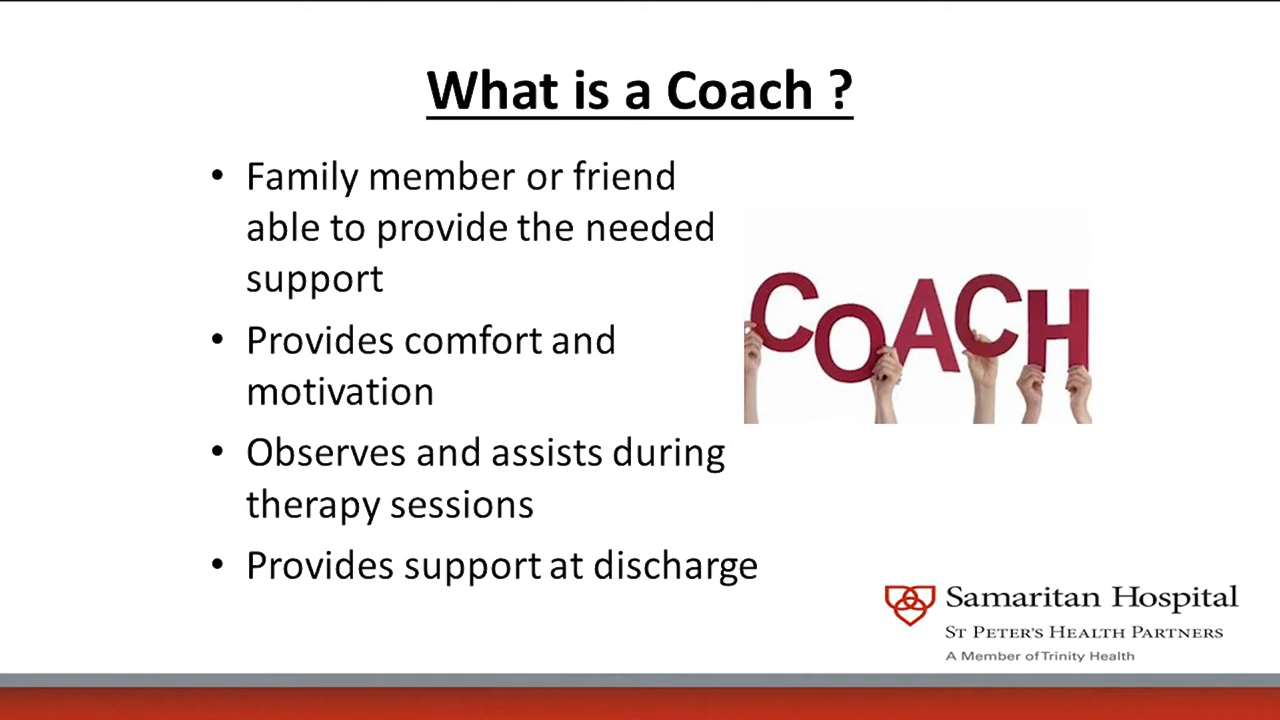 What is a Coach ?
• Family member or friend
able to provide the needed
support
• Provides comfort and
motivation
• Observes and assists during
therapy sessions
• Provides support at discharge
COACH
Samaritan Hospital
ST PETER'S HEALTH PARTNERS
A Member of Trinity Health